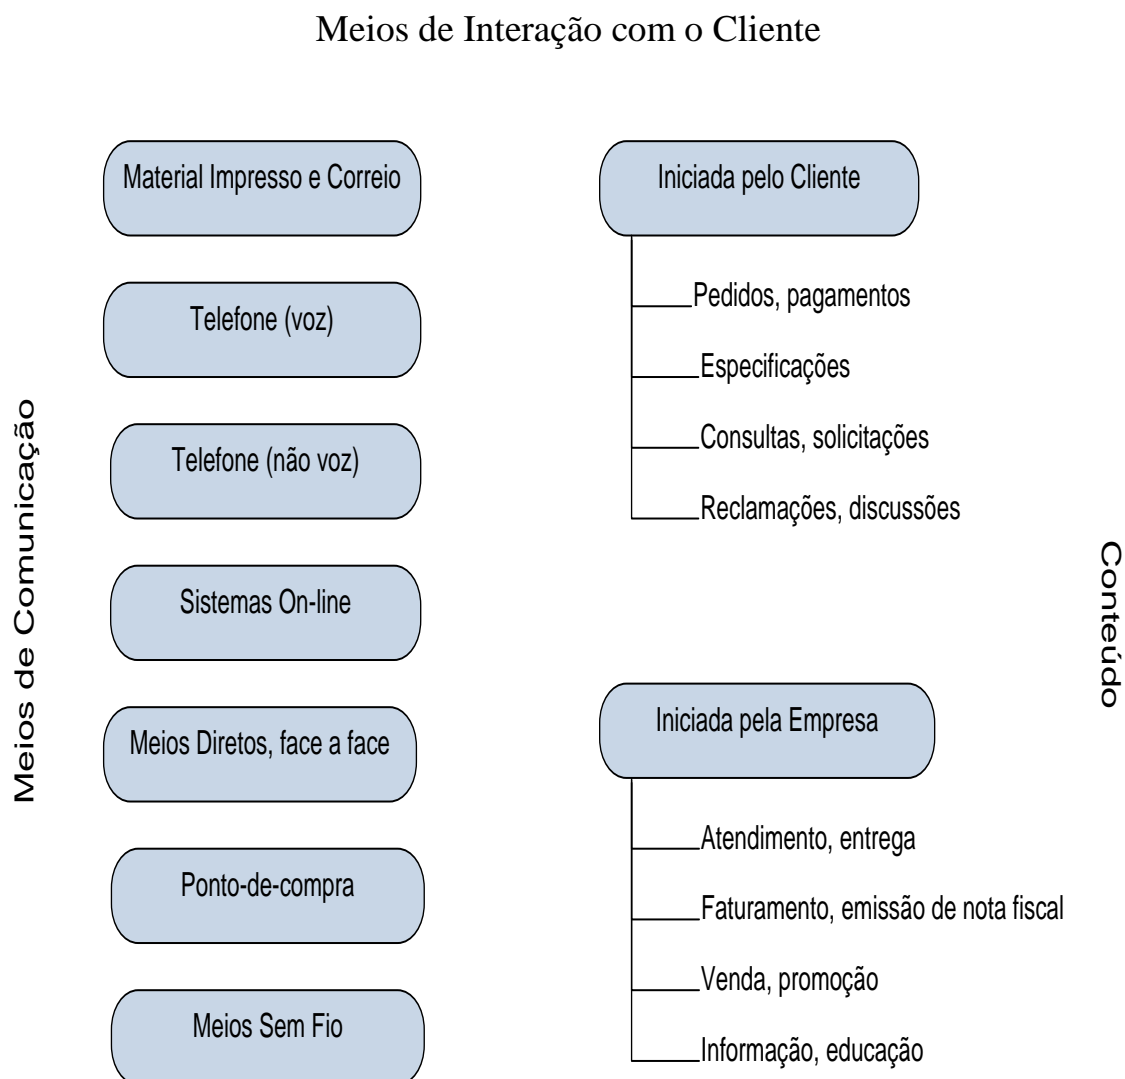 Meios de Interação com o Cliente
Meios de Comunicação
Material Impresso e Correio
Telefone (voz)
Telefone (não voz)
Sistemas On-line
Meios Diretos, face a face
Ponto-de-compra
Meios Sem Fio
Iniciada pelo Cliente
Pedidos, pagamentos
Especificações
Consultas, solicitações
Reclamações, discussões
Iniciada pela Empresa
Atendimento, entrega
Faturamento, emissão de nota fiscal
Venda, promoção
Informação, educação
Conteúdo